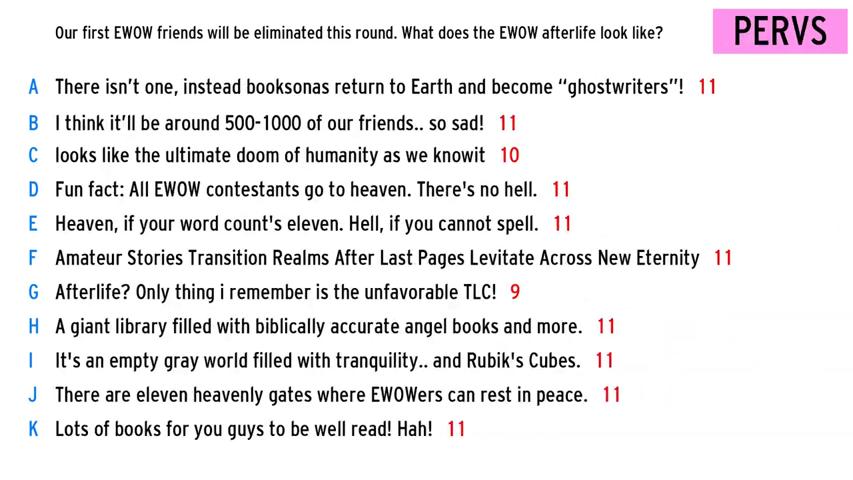 Our first EWOW friends will be eliminated this round. What does the EWOW afterlife look like?
PERVS
A There isn't one, instead booksonas return to Earth and become “ghostwriters”! 11
B I think it'll be around 500-1000 of our friends.. so sad! 11
C looks like the ultimate doom of humanity as we knowit 10
D Fun fact: All EWOW contestants go to heaven. There's no hell. 11
E Heaven, if your word count's eleven. Hell, if you cannot spell. 11
F Amateur Stories Transition Realms After Last Pages Levitate Across New Eternity 11
G Afterlife? Only thing i remember is the unfavorable TLC! 9
H A giant library filled with biblically accurate angel books and more. 11
I It's an empty gray world filled with tranquility.. and Rubik's Cubes. 11
J There are eleven heavenly gates where EWOWers can rest in peace. 11
K Lots of books for you guys to be well read! Hah! 11